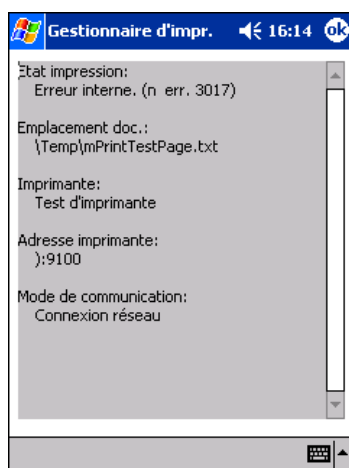 Gestionnaire d'impr. 16:14 ok
Etat impression:
Erreur interne. (n err. 3017)
Emplacement doc.:
\Temp\mPrintTestPage.txt
Imprimante:
Test d'imprimante
Adresse imprimante:
):9100
Mode de communication:
Connexion réseau